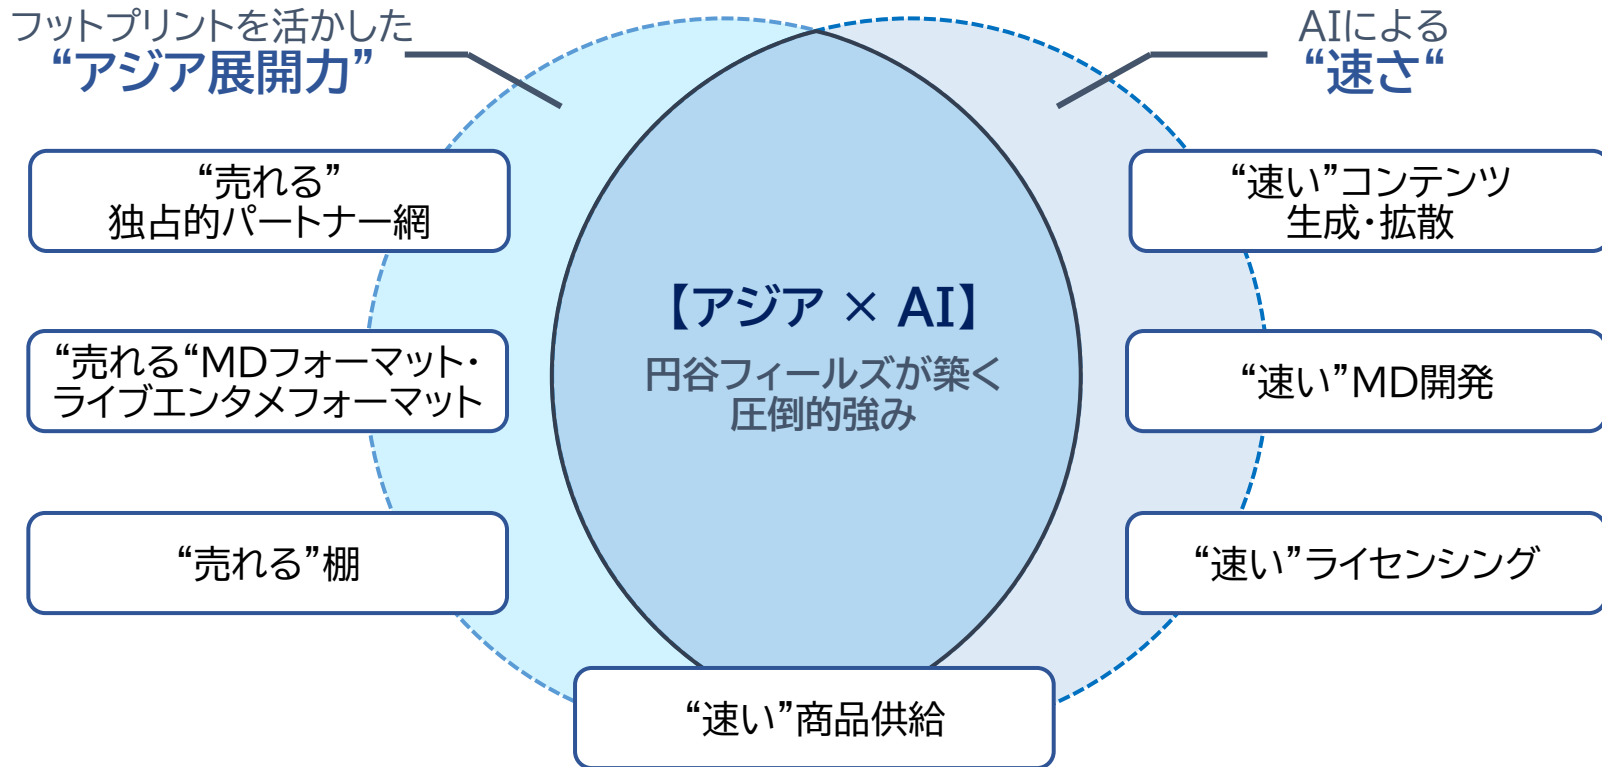 フットプリントを活かした
“アジア展開力”
AIによる
“速さ“
“売れる”
独占的パートナー網
“速い”コンテンツ
生成・拡散
【アジア × AI】
円谷フィールズが築く
圧倒的強み
“売れる“MDフォーマット・
ライブエンタメフォーマット
“速い”MD開発
“売れる”棚
“速い”ライセンシング
“速い”商品供給